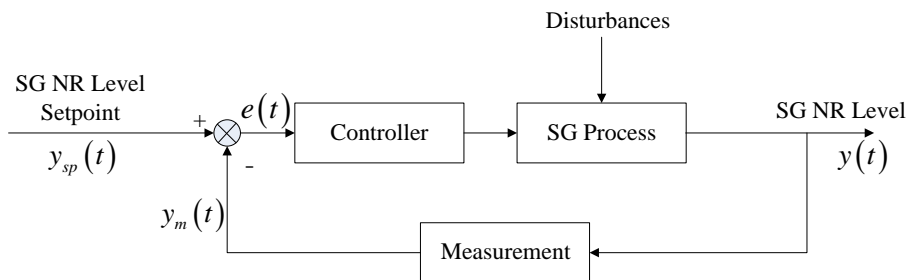 Disturbances
SG NR Level
Setpoint
+
e(t)
Controller
SG Process
SG NR Level
y_sp(t)
-
y(t)
y_m(t)
Measurement